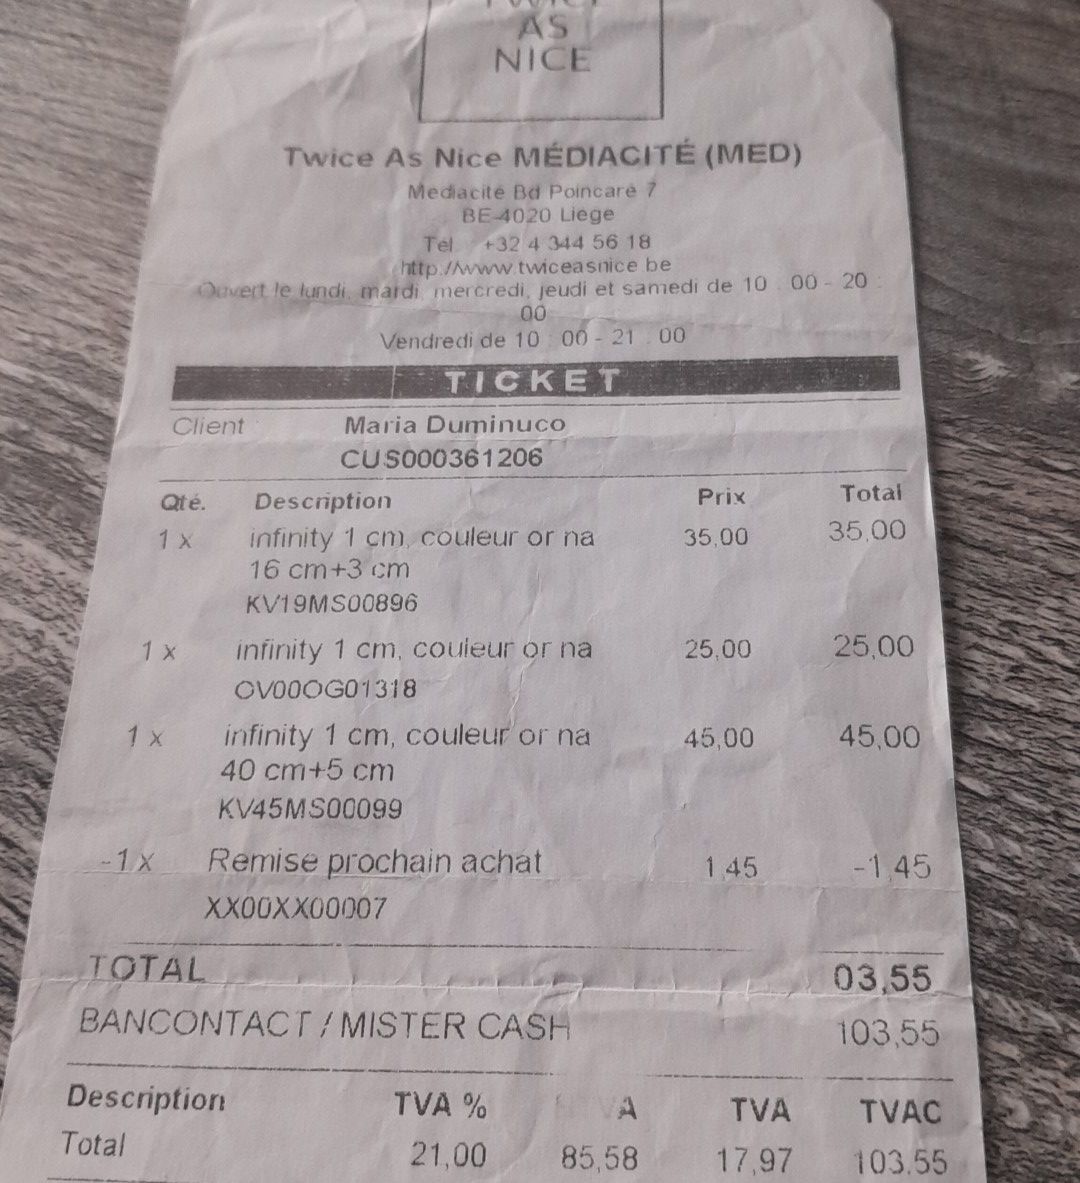 AS
NICE
Twice As Nice MÉDIACITÉ (MED)
Mediacité Bd Poincaré 7
BE-4020 Liège
Tél. +32 4 344 56 18
http://www.twiceasnice.be
Ouvert le lundi, mardi, mercredi, jeudi et samedi de 10 : 00 - 20 :
00
Vendredi de 10 : 00 - 21 : 00
TICKET
Client Maria Duminuco
CUS000361206
Qté. Description Prix Total
1 x infinity 1 cm, couleur or na 35,00 35,00
16 cm+3 cm
KV19MS00896
1 x infinity 1 cm, couleur or na 25,00 25,00
OV00OG01318
1 x infinity 1 cm, couleur or na 45,00 45,00
40 cm+5 cm
KV45MS00099
-1 x Remise prochain achat 1,45 -1,45
XX00XX00007
TOTAL 03,55
BANCONTACT / MISTER CASH 103,55
Description TVA % TVA TVAC
Total 21,00 85,58 17,97 103,55